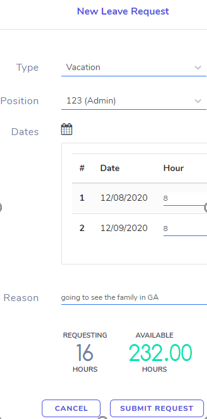 New Leave Request
Type Vacation
Position 123 (Admin)
Dates
# Date Hour
1 12/08/2020 8
2 12/09/2020 8
Reason going to see the family in GA
REQUESTING AVAILABLE
16 232.00
HOURS HOURS
CANCEL SUBMIT REQUEST